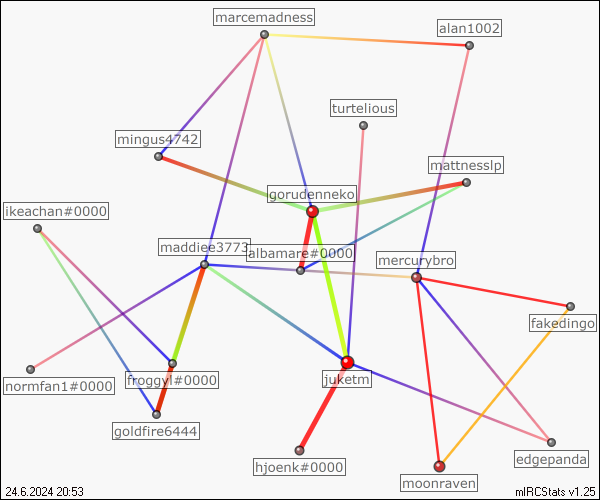 marcemadness
alan1002
turtelious
mingus4742
mattnesslp
gorudenneko
ikeachan#0000
maddiee3773
albamare#0000
mercurybro
fakedingo
froggyl#0000
juketm
normfan1#0000
goldfire6444
edgepanda
hjoenk#0000
moonraven
24.6.2024 20:53
mIRCStats v1.25